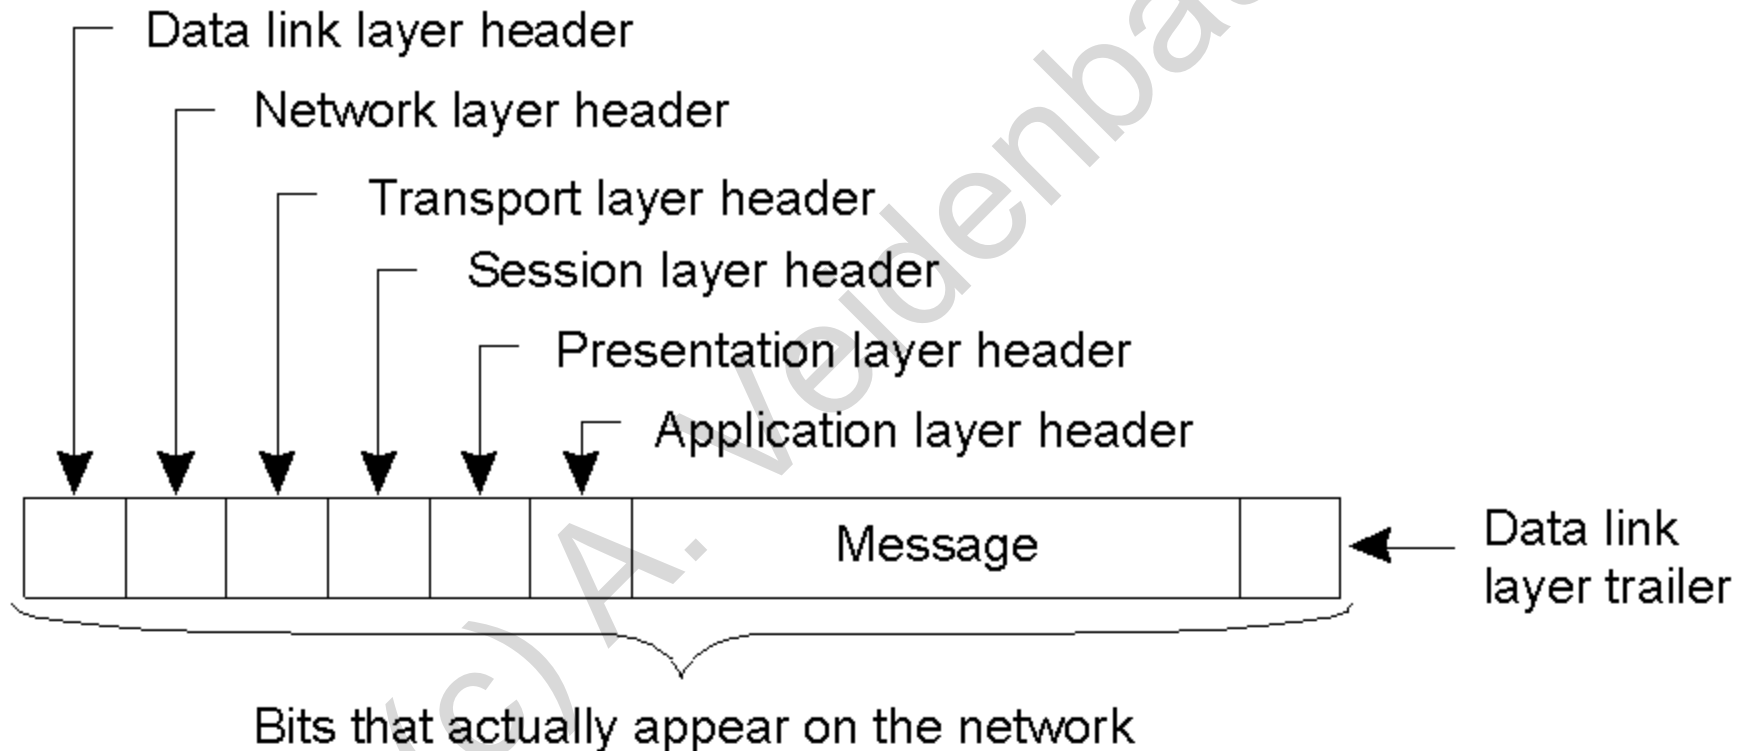 Data link layer header
Network layer header
Transport layer header
Session layer header
Presentation layer header
Application layer header
Message
Data link
layer trailer
Bits that actually appear on the network
(c) A.